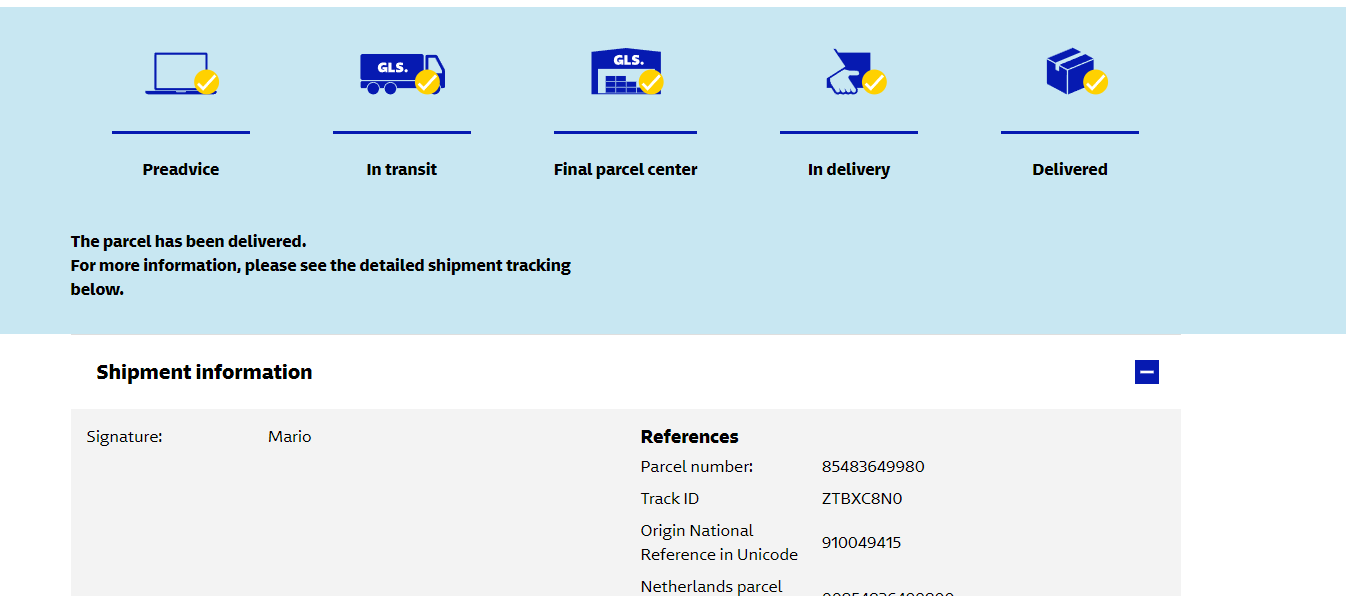 GLS.
GLS.
Preadvice
In transit
Final parcel center
In delivery
Delivered
The parcel has been delivered.
For more information, please see the detailed shipment tracking
below.
Shipment information
Signature: Mario
References
Parcel number: 85483649980
Track ID ZTBXC8N0
Origin National
Reference in Unicode 910049415
Netherlands parcel